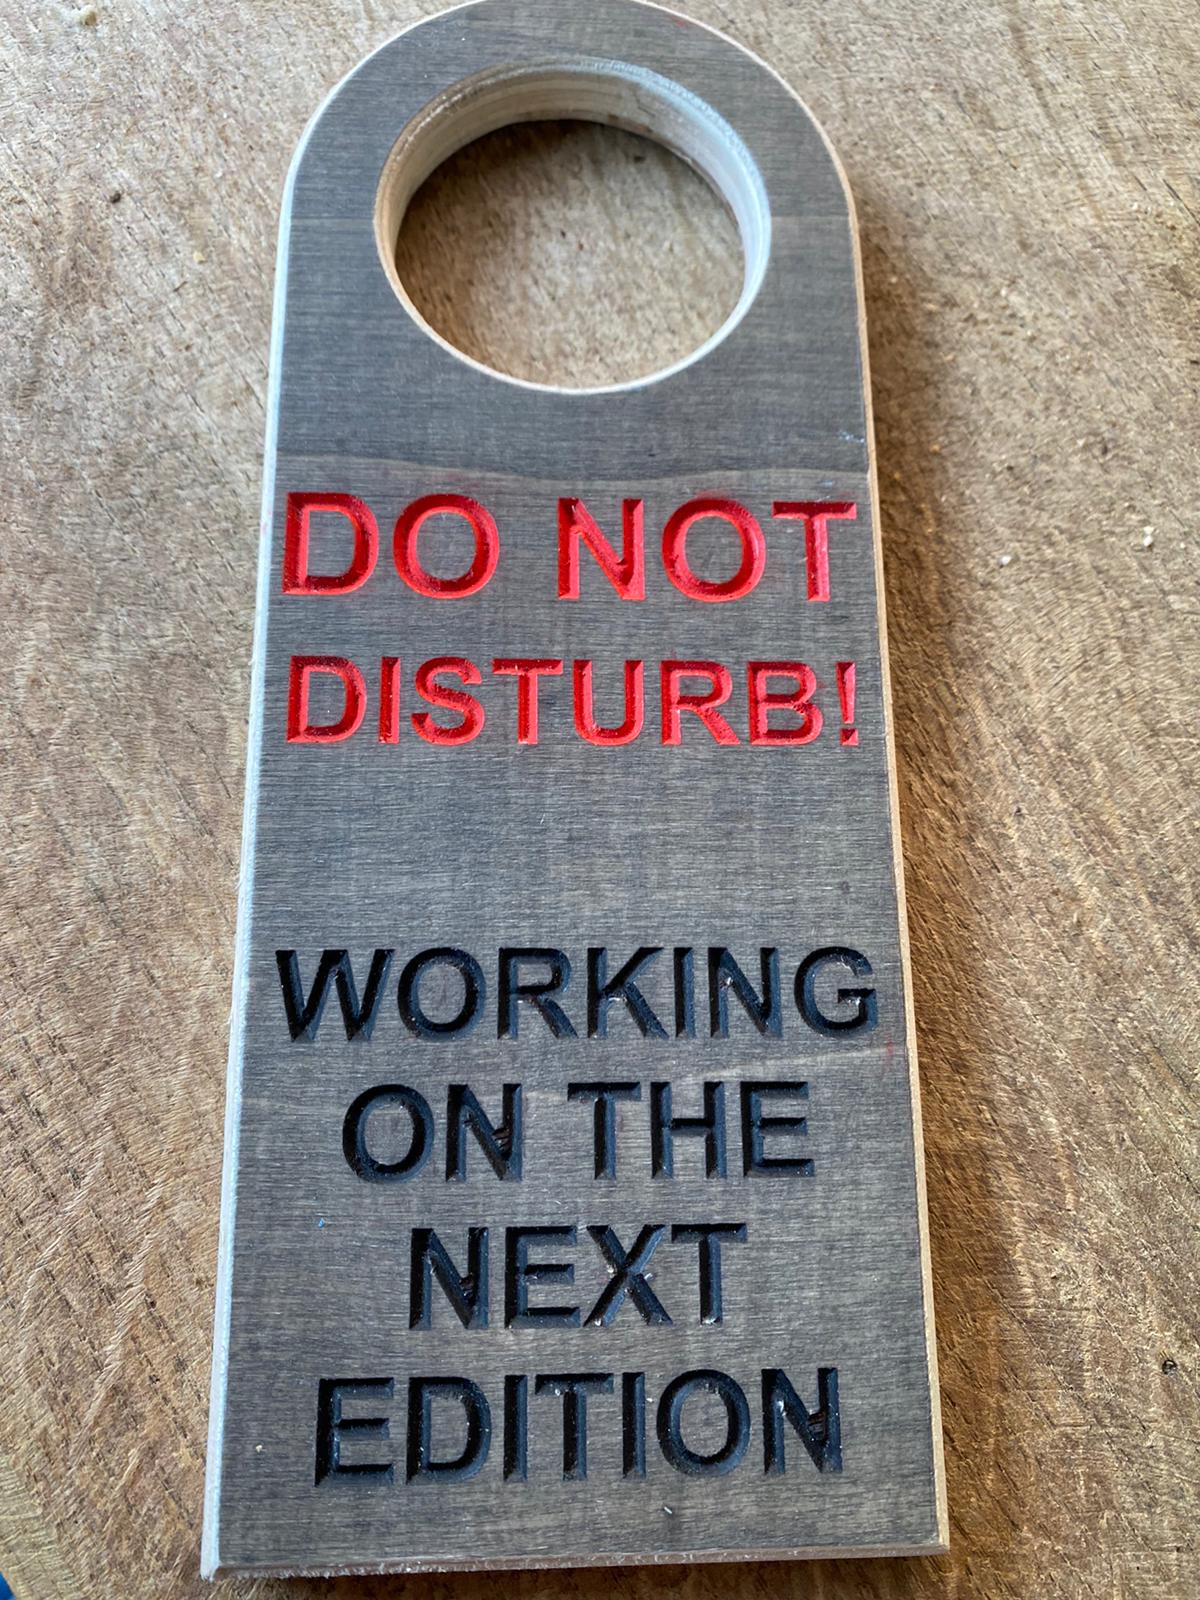 DO NOT
DISTURB!
WORKING
ON THE
NEXT
EDITION